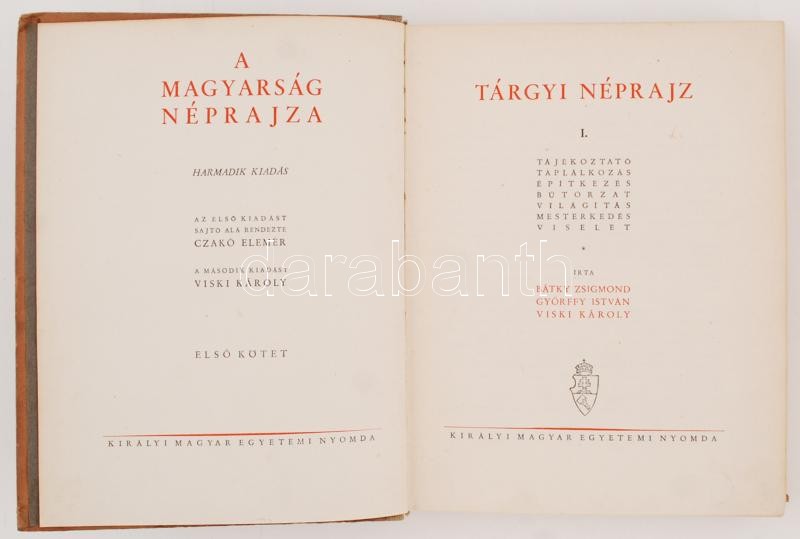 A
MAGYARSÁG
NÉPRAJZA
HARMADIK KIADÁS
AZ ELSŐ KIADÁST
SAJTÓ ALÁ RENDEZTE
CZAKÓ ELEMÉR
A MÁSODIK KIADÁST
VISKI KÁROLY
ELSŐ KÖTET
KIRÁLYI MAGYAR EGYETEMI NYOMDA
TÁRGYI NÉPRAJZ
I.
TÁJÉKOZTATÓ
TÁPLÁLKOZÁS
ÉPÍTKEZÉS
BÚTORZAT
VILÁGÍTÁS
MESTERKEDÉS
VISELET
*
ÍRTA
BÁTKY ZSIGMOND
GYÖRFFY ISTVÁN
VISKI KÁROLY
KIRÁLYI MAGYAR EGYETEMI NYOMDA
darabanth